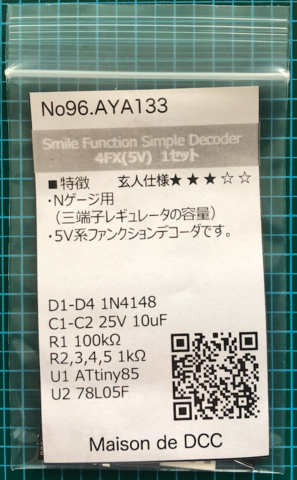 No96.AYA133
Smile Function Simple Decoder
4FX(5V) 1セット
■特徴 玄人仕様★★★☆☆
・Nゲージ用
（三端子レギュレータの容量）
・5V系ファンクションデコーダです。
D1-D4 1N4148
C1-C2 25V 10uF
R1 100kΩ
R2,3,4,5 1kΩ
U1 ATtiny85
U2 78L05F
Maison de DCC